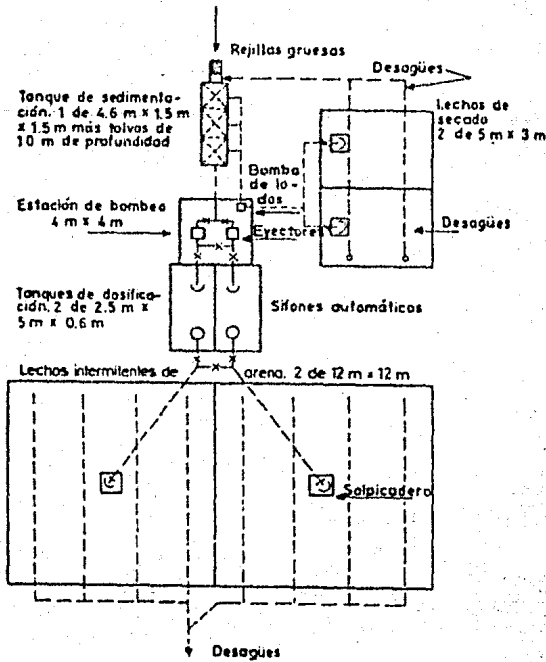 Rejillas gruesas
Desagües
Tanque de sedimenta-
ción. 1 de 4.6 m x 1.5 m
x 1.5 m más tolvas de
10 m de profundidad
Lechos de
secado
2 de 5 m x 3 m
Bomba
de lo-
dos
Estación de bombeo
4 m x 4 m
Eyectores
Desagües
Tanques de dosifica-
ción. 2 de 2.5 m x
5 m x 0.6 m
Sifones automáticos
Lechos intermitentes de arena. 2 de 12 m x 12 m
Salpicadero
Desagües